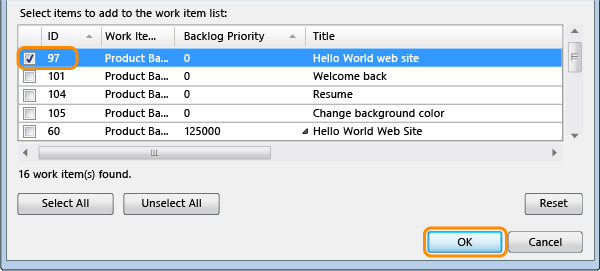 Select items to add to the work item list:
ID Work Ite... Backlog Priority Title
97 Product Ba... 0 Hello World web site
101 Product Ba... 0 Welcome back
104 Product Ba... 0 Resume
105 Product Ba... 0 Change background color
60 Product Ba... 125000 Hello World Web Site
16 work item(s) found.
Select All Unselect All Reset
OK Cancel